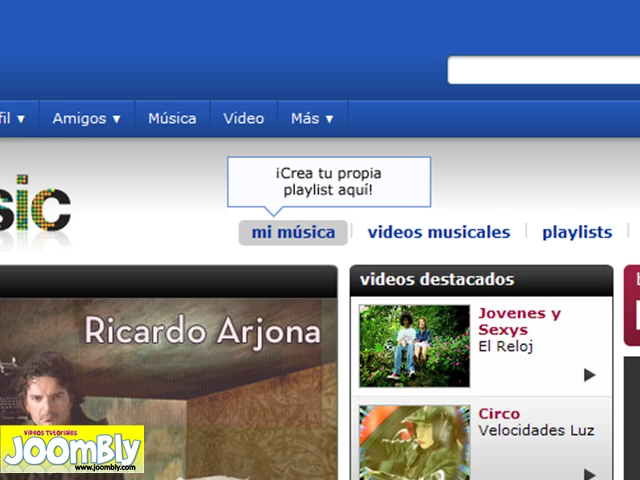 fil ▼ Amigos ▼ Música Video Más ▼
¡Crea tu propia
playlist aquí!
sic
mi música videos musicales playlists
videos destacados
Ricardo Arjona
Jovenes y
Sexys
El Reloj
Circo
Velocidades Luz
VIDEOS TUTORIALES
JOOMBLY
www.joombly.com